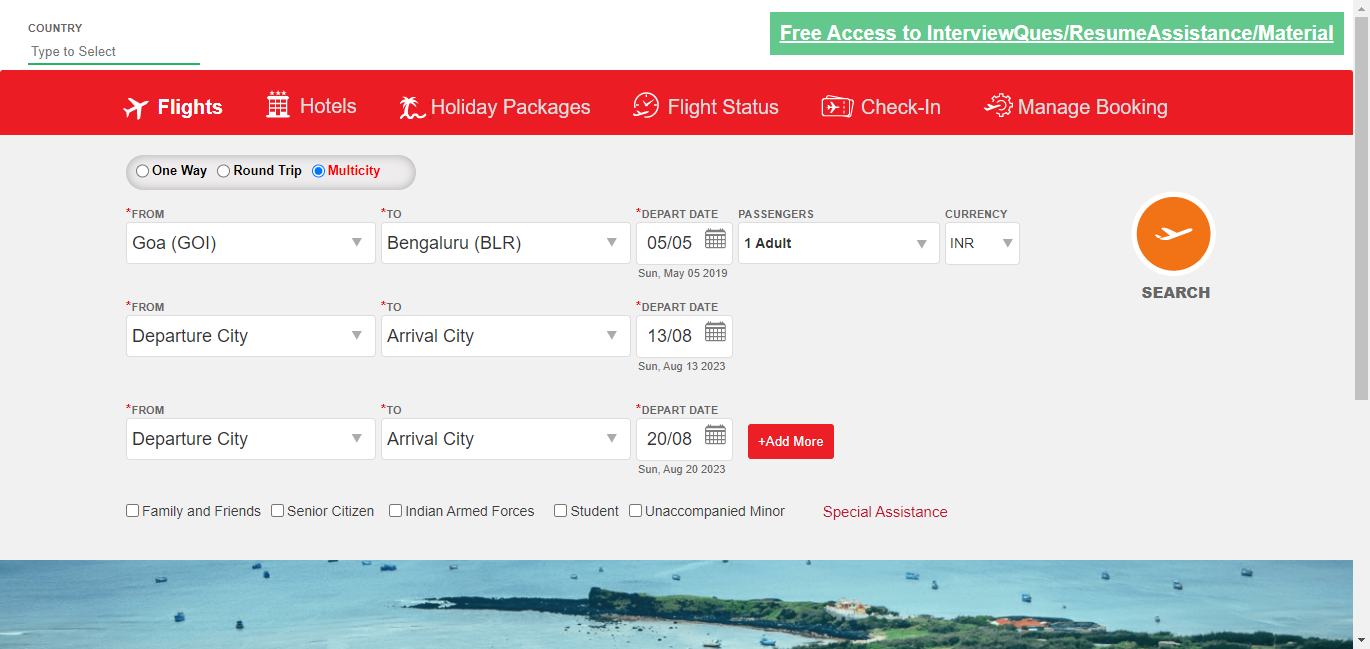 COUNTRY
Type to Select
Free Access to InterviewQues/ResumeAssistance/Material
Flights Hotels Holiday Packages Flight Status Check-In Manage Booking
One Way Round Trip Multicity
*FROM *TO *DEPART DATE PASSENGERS CURRENCY
Goa (GOI) Bengaluru (BLR) 05/05 1 Adult INR
Sun, May 05 2019
SEARCH
*FROM *TO *DEPART DATE
Departure City Arrival City 13/08
Sun, Aug 13 2023
*FROM *TO *DEPART DATE
Departure City Arrival City 20/08 +Add More
Sun, Aug 20 2023
Family and Friends Senior Citizen Indian Armed Forces Student Unaccompanied Minor Special Assistance